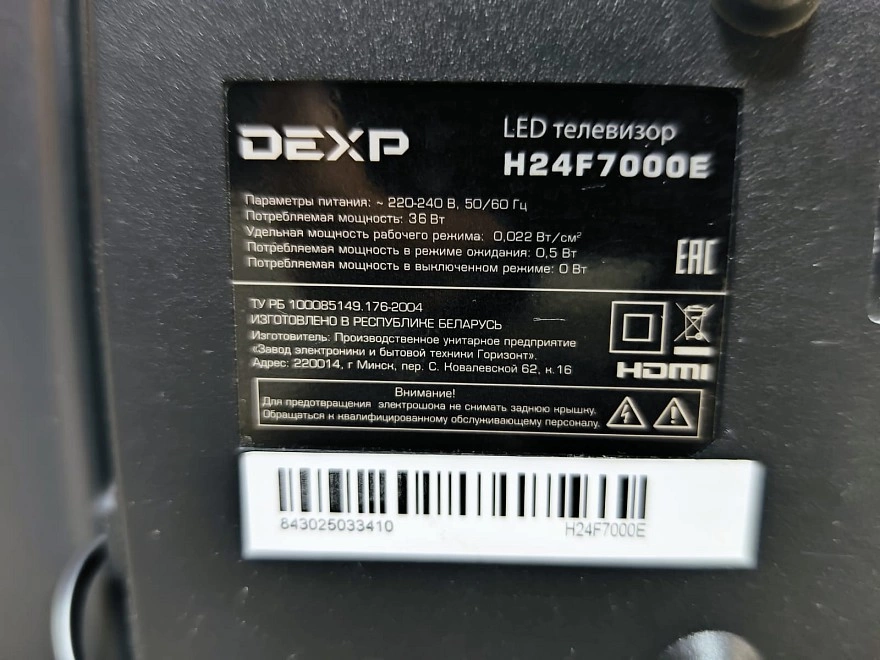 DEXP
LED телевизор
H24F7000E
Параметры питания: ~ 220-240 В, 50/60 Гц
Потребляемая мощность: 36 Вт
Удельная мощность рабочего режима: 0,022 Вт/см²
Потребляемая мощность в режиме ожидания: 0,5 Вт
Потребляемая мощность в выключенном режиме: 0 Вт
EAC
ТУ РБ 100085149.176-2004
ИЗГОТОВЛЕНО В РЕСПУБЛИКЕ БЕЛАРУСЬ
Изготовитель: Производственное унитарное предприятие
«Завод электроники и бытовой техники Горизонт».
Адрес: 220014, г Минск, пер. С. Ковалевской 62, к. 16
HDMI
Внимание!
Для предотвращения электрошока не снимать заднюю крышку.
Обращаться к квалифицированному обслуживающему персоналу.
843025033410
H24F7000E